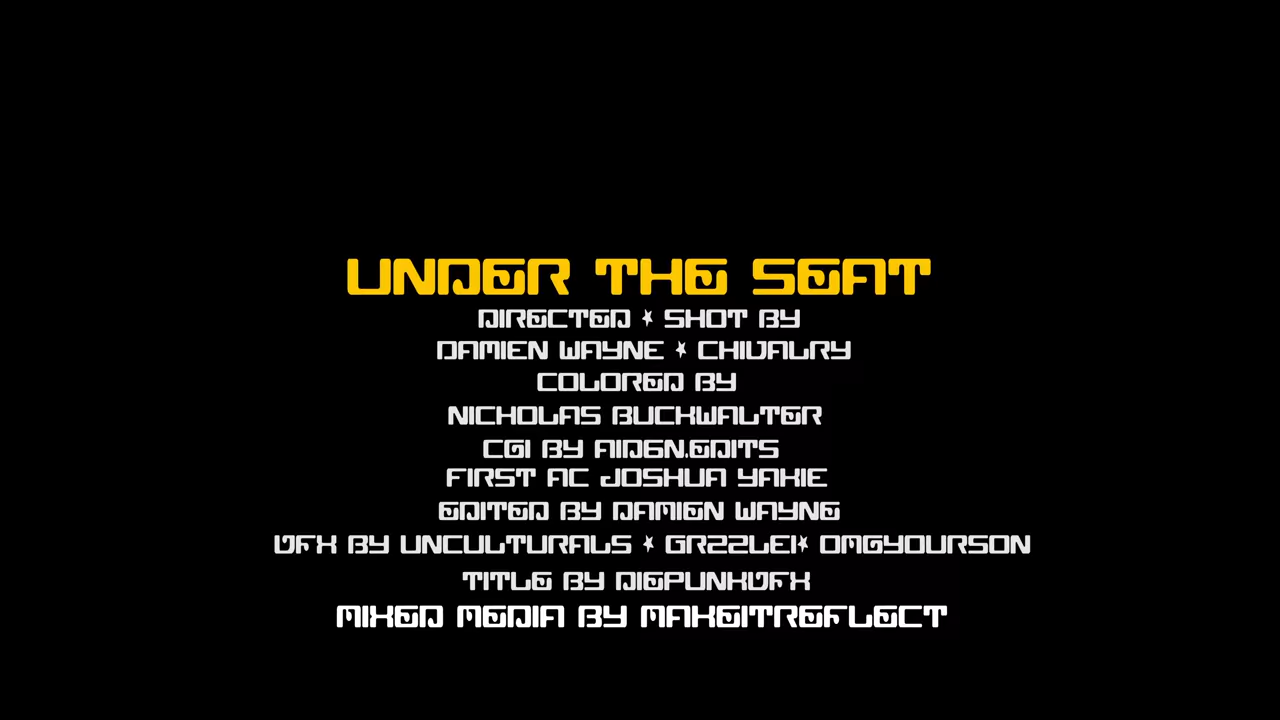 UNDER THE SEAT
DIRECTED ★ SHOT BY
DAMIEN WAYNE ★ CHIVALRY
COLORED BY
NICHOLAS BUCKWALTER
CGI BY AIDEN.EDITS
FIRST AC JOSHUA YAKIE
EDITED BY DAMIEN WAYNE
VFX BY UNCULTURALS ★ GRZZLEI★ OMGYOURSON
TITLE BY DIEPUNKVFX
MIXED MEDIA BY MAKEITREFLECT